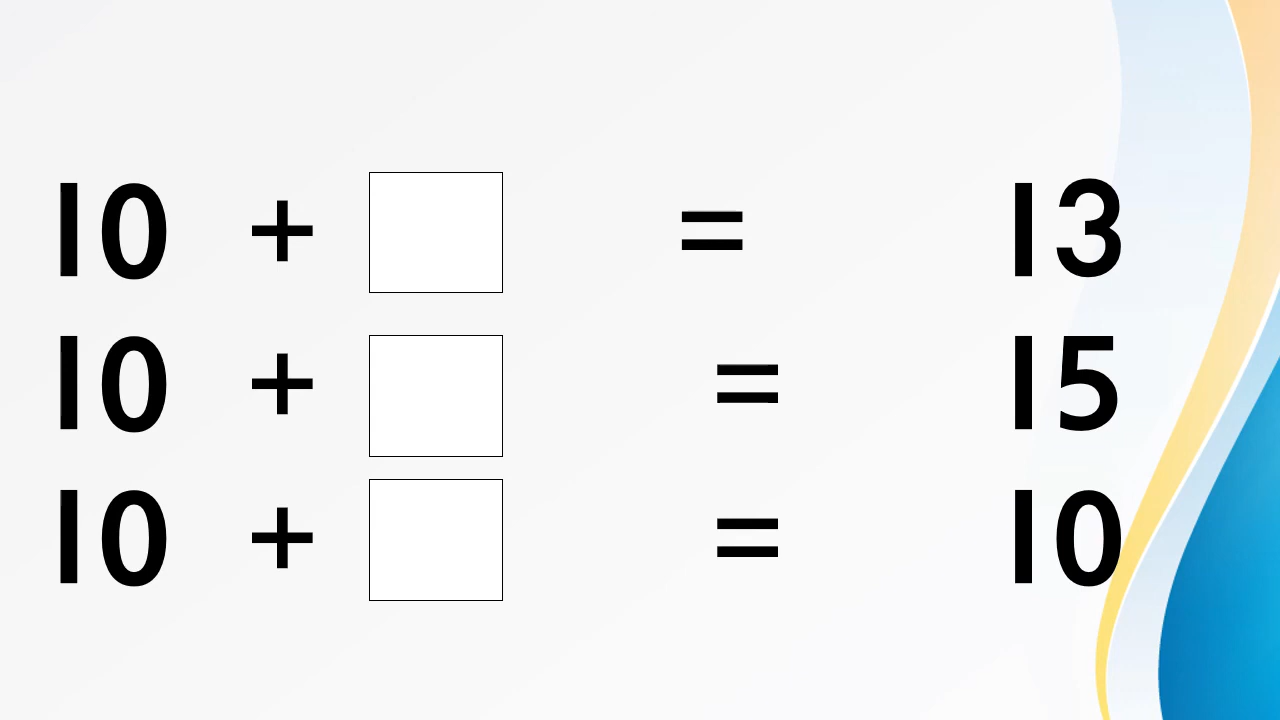 10 + = 13
10 + = 15
10 + = 10